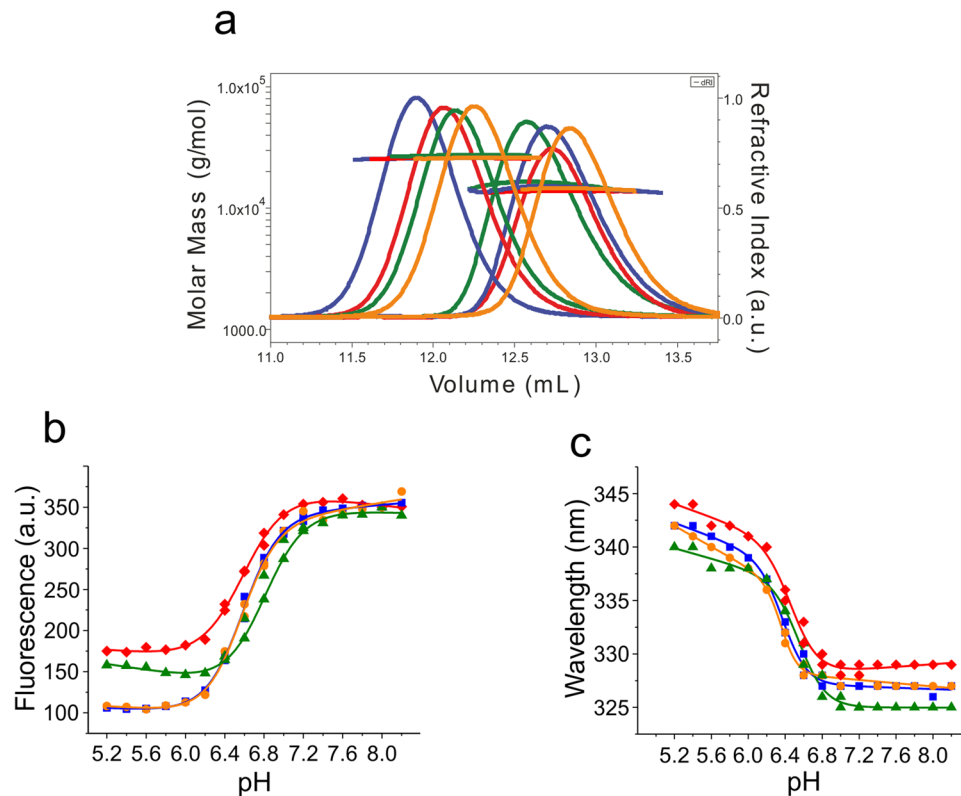 a
Molar Mass (g/mol)
1.0x10⁵
1.0x10⁴
1000.0
dRI
1.0
0.5
0.0
Refractive Index (a.u.)
11.0 11.5 12.0 12.5 13.0 13.5
Volume (mL)
b
Fluorescence (a.u.)
350
300
250
200
150
100
5.2 5.6 6.0 6.4 6.8 7.2 7.6 8.0
pH
c
Wavelength (nm)
345
340
335
330
325
5.2 5.6 6.0 6.4 6.8 7.2 7.6 8.0
pH